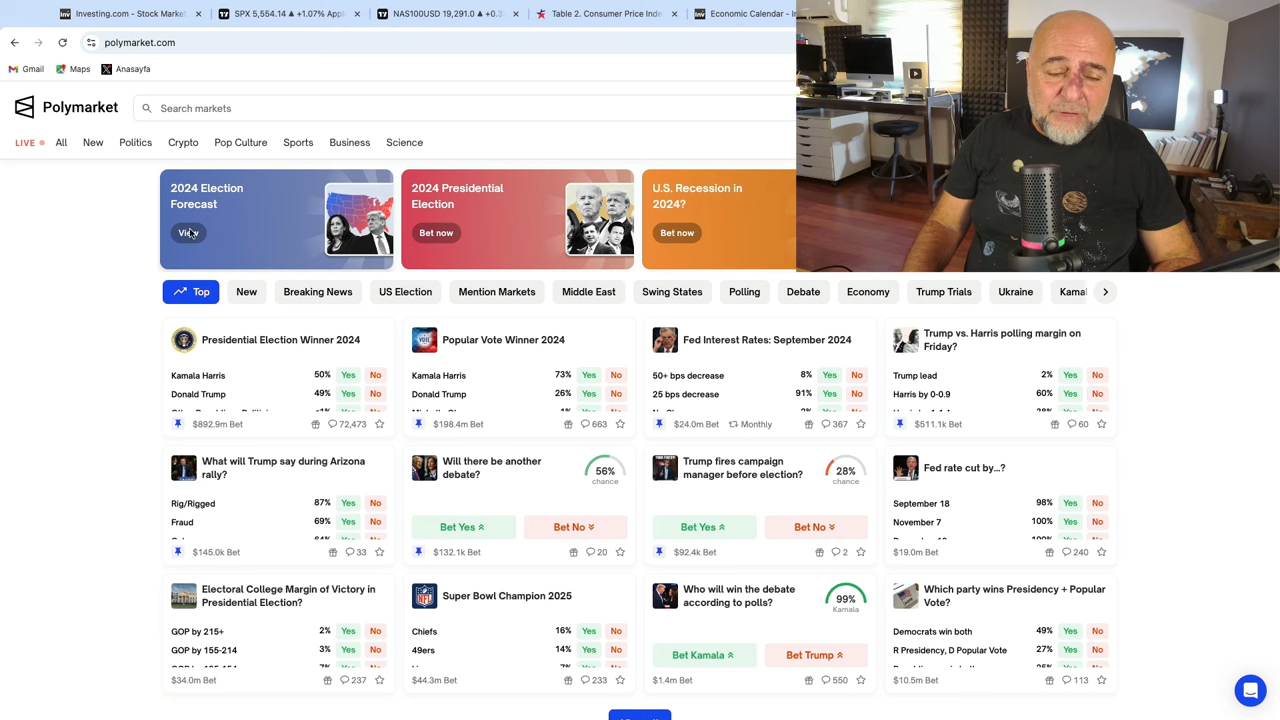 Investing.com - Stock Market
SPX 5,595.14 ▲ +1.07% Appl
NAS100USD 19,291.0 ▲ +0.3
Table 2. Consumer Price Inde
Economic Calendar - In
polymarket.com
Gmail
Maps
Anasayfa
Polymarket
Search markets
LIVE
All
New
Politics
Crypto
Pop Culture
Sports
Business
Science
2024 Election
Forecast
View
2024 Presidential
Election
Bet now
U.S. Recession in
2024?
Bet now
Top
New
Breaking News
US Election
Mention Markets
Middle East
Swing States
Polling
Debate
Economy
Trump Trials
Ukraine
Kamal
Presidential Election Winner 2024
Kamala Harris 50% Yes No
Donald Trump 49% Yes No
Bet 72,473
Popular Vote Winner 2024
Kamala Harris 73% Yes No
Donald Trump 26% Yes No
$198.4m Bet 663
Fed Interest Rates: September 2024
50+ bps decrease 8% Yes No
25 bps decrease 91% Yes No
$24.0m Bet Monthly 367
Trump vs. Harris polling margin on
Friday?
Trump lead 2% Yes No
Harris by 0-0.9 60% Yes No
$511.1k Bet 60
What will Trump say during Arizona
rally?
Rig/Rigged 87% Yes No
Fraud 69% Yes No
$145.0k Bet 33
Will there be another
debate?
56%
chance
Bet Yes
Bet No
$132.1k Bet 20
Trump fires campaign
manager before election?
28%
chance
Bet Yes
Bet No
$92.4k Bet 2
Fed rate cut by...?
September 18 98% Yes No
November 7 100% Yes No
$19.0m Bet 240
Electoral College Margin of Victory in
Presidential Election?
GOP by 215+ 2% Yes No
GOP by 155-214 3% Yes No
$34.0m Bet
Super Bowl Champion 2025
Chiefs 16% Yes No
49ers 14% Yes No
$44.3m Bet 233
Who will win the debate
according to polls?
99%
Kamala
Bet Kamala
Bet Trump
$1.4m Bet 550
Which party wins Presidency + Popular
Vote?
Democrats win both 49% Yes No
R Presidency, D Popular Vote 27% Yes No
$10.5m Bet 113